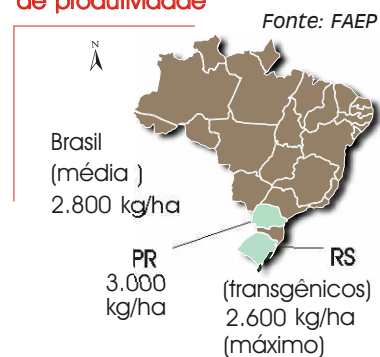 de produtividade
Fonte: FAEP
N
Brasil
(média )
2.800 kg/ha
PR
3.000
kg/ha
RS
(transgênicos)
2.600 kg/ha
(máximo)